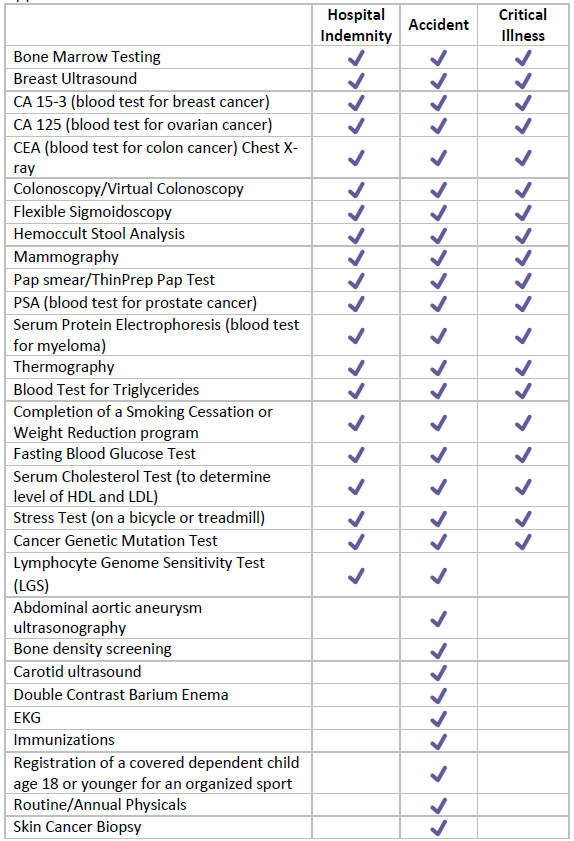 Hospital Indemnity Accident Critical Illness
Bone Marrow Testing ✓ ✓ ✓
Breast Ultrasound ✓ ✓ ✓
CA 15-3 (blood test for breast cancer) ✓ ✓ ✓
CA 125 (blood test for ovarian cancer) ✓ ✓ ✓
CEA (blood test for colon cancer) Chest X-
ray ✓ ✓ ✓
Colonoscopy/Virtual Colonoscopy ✓ ✓ ✓
Flexible Sigmoidoscopy ✓ ✓ ✓
Hemoccult Stool Analysis ✓ ✓ ✓
Mammography ✓ ✓ ✓
Pap smear/ThinPrep Pap Test ✓ ✓ ✓
PSA (blood test for prostate cancer) ✓ ✓ ✓
Serum Protein Electrophoresis (blood test
for myeloma) ✓ ✓ ✓
Thermography ✓ ✓ ✓
Blood Test for Triglycerides ✓ ✓ ✓
Completion of a Smoking Cessation or
Weight Reduction program ✓ ✓ ✓
Fasting Blood Glucose Test ✓ ✓ ✓
Serum Cholesterol Test (to determine
level of HDL and LDL) ✓ ✓ ✓
Stress Test (on a bicycle or treadmill) ✓ ✓ ✓
Cancer Genetic Mutation Test ✓ ✓ ✓
Lymphocyte Genome Sensitivity Test
(LGS) ✓ ✓
Abdominal aortic aneurysm
ultrasonography ✓
Bone density screening ✓
Carotid ultrasound ✓
Double Contrast Barium Enema ✓
EKG ✓
Immunizations ✓
Registration of a covered dependent child
age 18 or younger for an organized sport ✓
Routine/Annual Physicals ✓
Skin Cancer Biopsy ✓